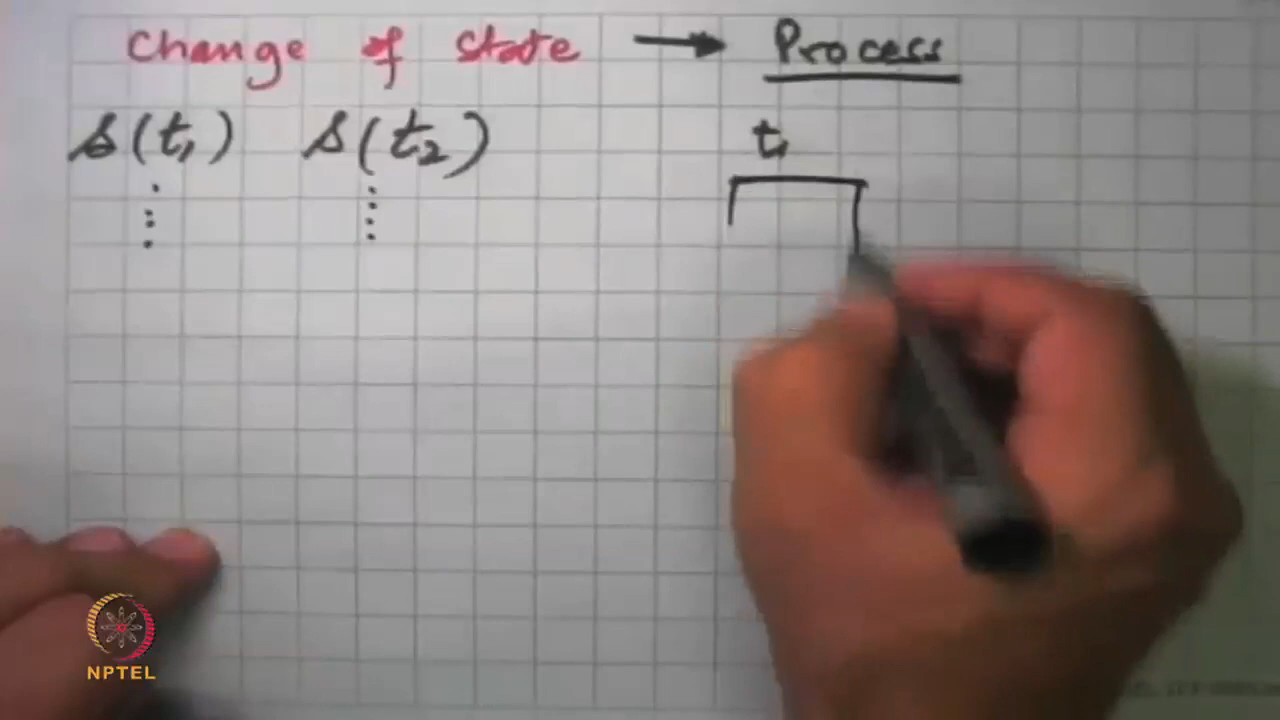 Change of state → Process
s(t₁) s(t₂)
t₁
NPTEL